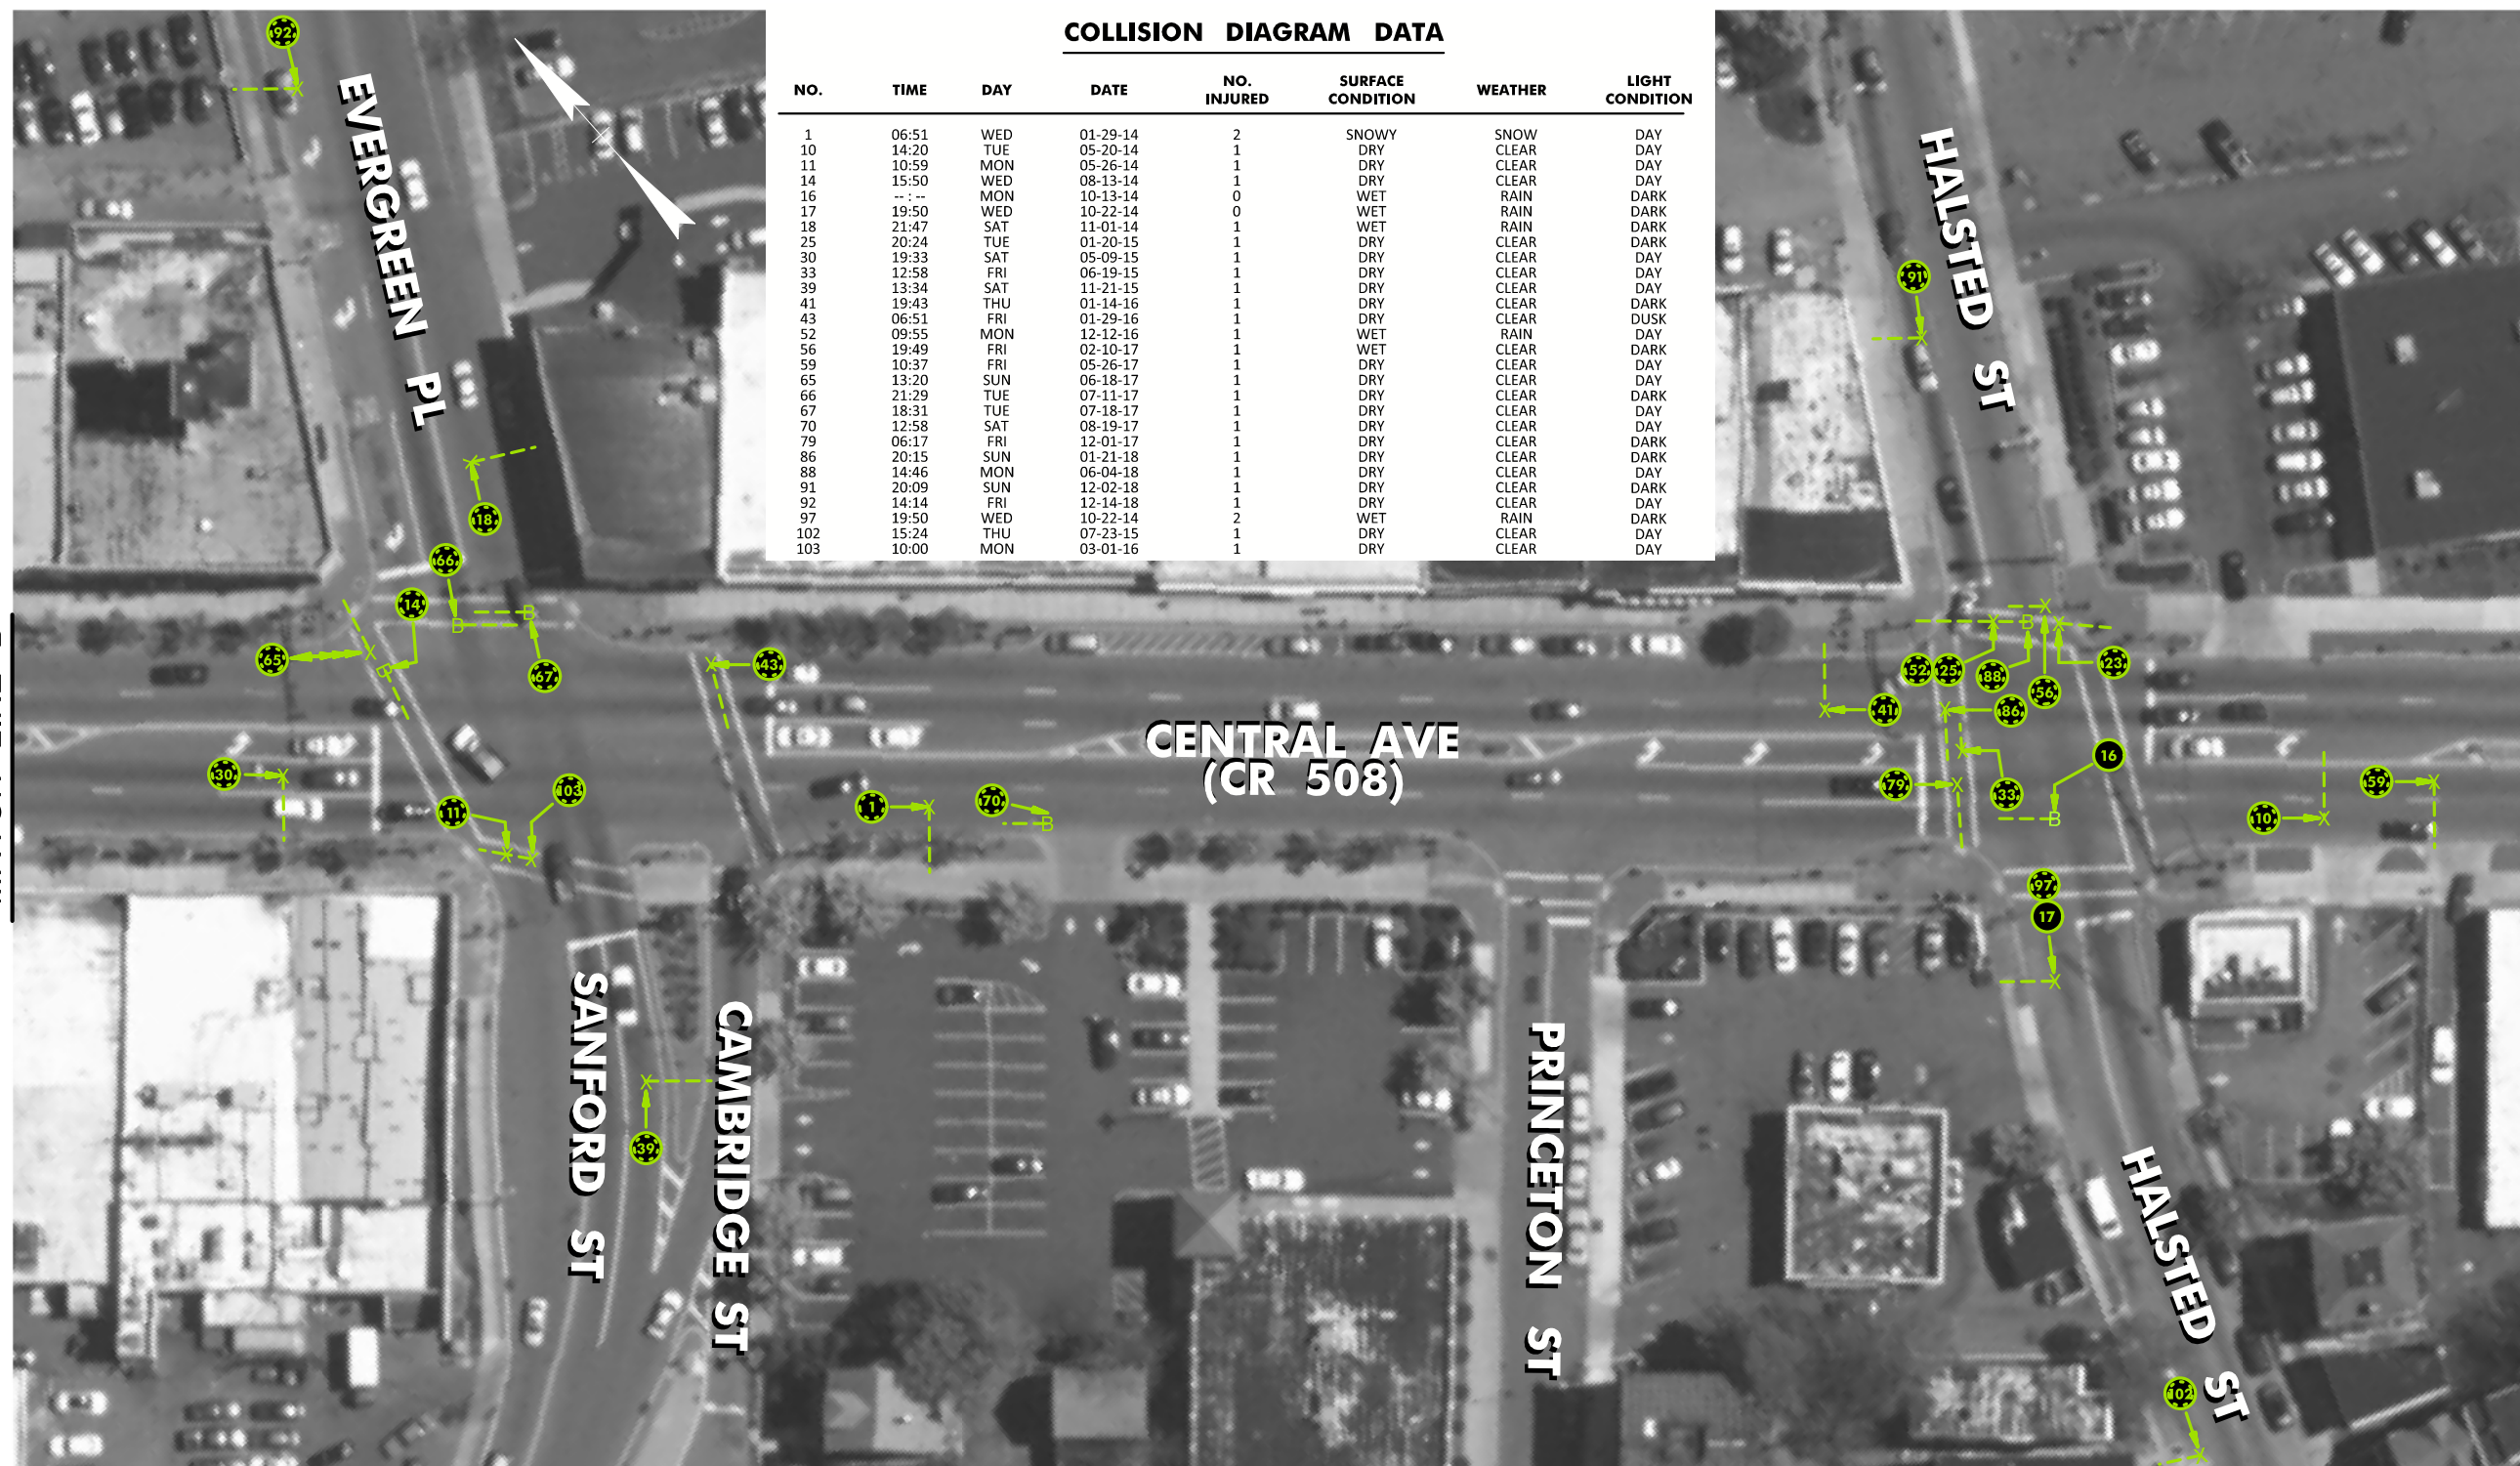 COLLISION DIAGRAM DATA
NO. TIME DAY DATE NO. INJURED SURFACE CONDITION WEATHER LIGHT CONDITION
1 06:51 WED 01-29-14 2 SNOWY SNOW DAY
10 14:20 TUE 05-20-14 1 DRY CLEAR DAY
11 10:59 MON 05-26-14 1 DRY CLEAR DAY
14 15:50 WED 08-13-14 1 DRY CLEAR DAY
16 -- : -- MON 10-13-14 0 WET RAIN DARK
17 19:50 WED 10-22-14 0 WET RAIN DARK
18 21:47 SAT 11-01-14 1 WET RAIN DARK
25 20:24 TUE 01-20-15 1 DRY CLEAR DARK
30 19:33 SAT 05-09-15 1 DRY CLEAR DAY
33 12:58 FRI 06-19-15 1 DRY CLEAR DAY
39 13:34 SAT 11-21-15 1 DRY CLEAR DAY
41 19:43 THU 01-14-16 1 DRY CLEAR DARK
43 06:51 FRI 01-29-16 1 DRY CLEAR DUSK
52 09:55 MON 12-12-16 1 WET RAIN DAY
56 19:49 FRI 02-10-17 1 WET CLEAR DARK
59 10:37 FRI 05-26-17 1 DRY CLEAR DAY
65 13:20 SUN 06-18-17 1 DRY CLEAR DAY
66 21:29 TUE 07-11-17 1 DRY CLEAR DARK
67 18:31 TUE 07-18-17 1 DRY CLEAR DAY
70 12:58 SAT 08-19-17 1 DRY CLEAR DAY
79 06:17 FRI 12-01-17 1 DRY CLEAR DARK
86 20:15 SUN 01-21-18 1 DRY CLEAR DARK
88 14:46 MON 06-04-18 1 DRY CLEAR DAY
91 20:09 SUN 12-02-18 1 DRY CLEAR DARK
92 14:14 FRI 12-14-18 1 DRY CLEAR DAY
97 19:50 WED 10-22-14 2 WET RAIN DARK
102 15:24 THU 07-23-15 1 DRY CLEAR DAY
103 10:00 MON 03-01-16 1 DRY CLEAR DAY
92
EVERGREEN PL
HALSTED ST
91
18
66
14
B
B
65
B
67
43
30
11
103
1
70
B
CENTRAL AVE
(CR 508)
52
25
88
B
56
23
41
86
16
79
33
B
10
59
97
17
SANFORD ST
CAMBRIDGE ST
39
PRINCETON ST
HALSTED ST
102